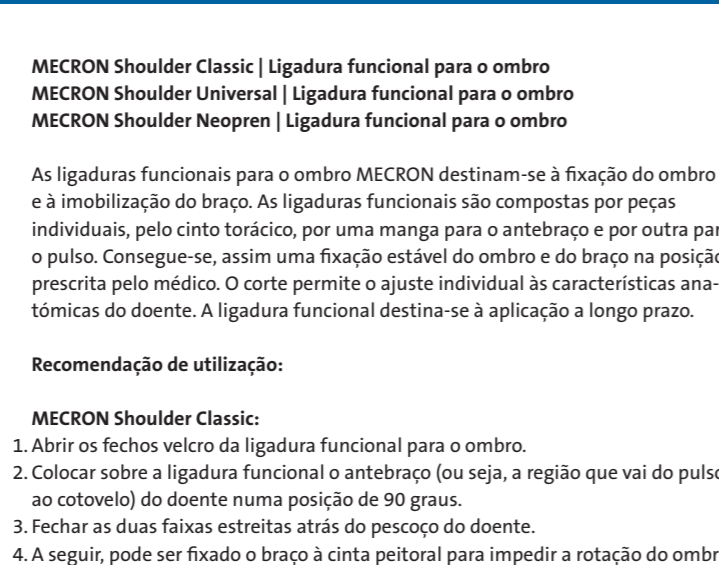 MECRON Shoulder Classic | Ligadura funcional para o ombro
MECRON Shoulder Universal | Ligadura funcional para o ombro
MECRON Shoulder Neopren | Ligadura funcional para o ombro
As ligaduras funcionais para o ombro MECRON destinam-se à fixação do ombro
e à imobilização do braço. As ligaduras funcionais são compostas por peças
individuais, pelo cinto torácico, por uma manga para o antebraço e por outra par
o pulso. Consegue-se, assim uma fixação estável do ombro e do braço na posição
prescrita pelo médico. O corte permite o ajuste individual às características ana-
tómicas do doente. A ligadura funcional destina-se à aplicação a longo prazo.
Recomendação de utilização:
MECRON Shoulder Classic:
1. Abrir os fechos velcro da ligadura funcional para o ombro.
2. Colocar sobre a ligadura funcional o antebraço (ou seja, a região que vai do pulso
ao cotovelo) do doente numa posição de 90 graus.
3. Fechar as duas faixas estreitas atrás do pescoço do doente.
4. A seguir, pode ser fixado o braço à cinta peitoral para impedir a rotação do ombr